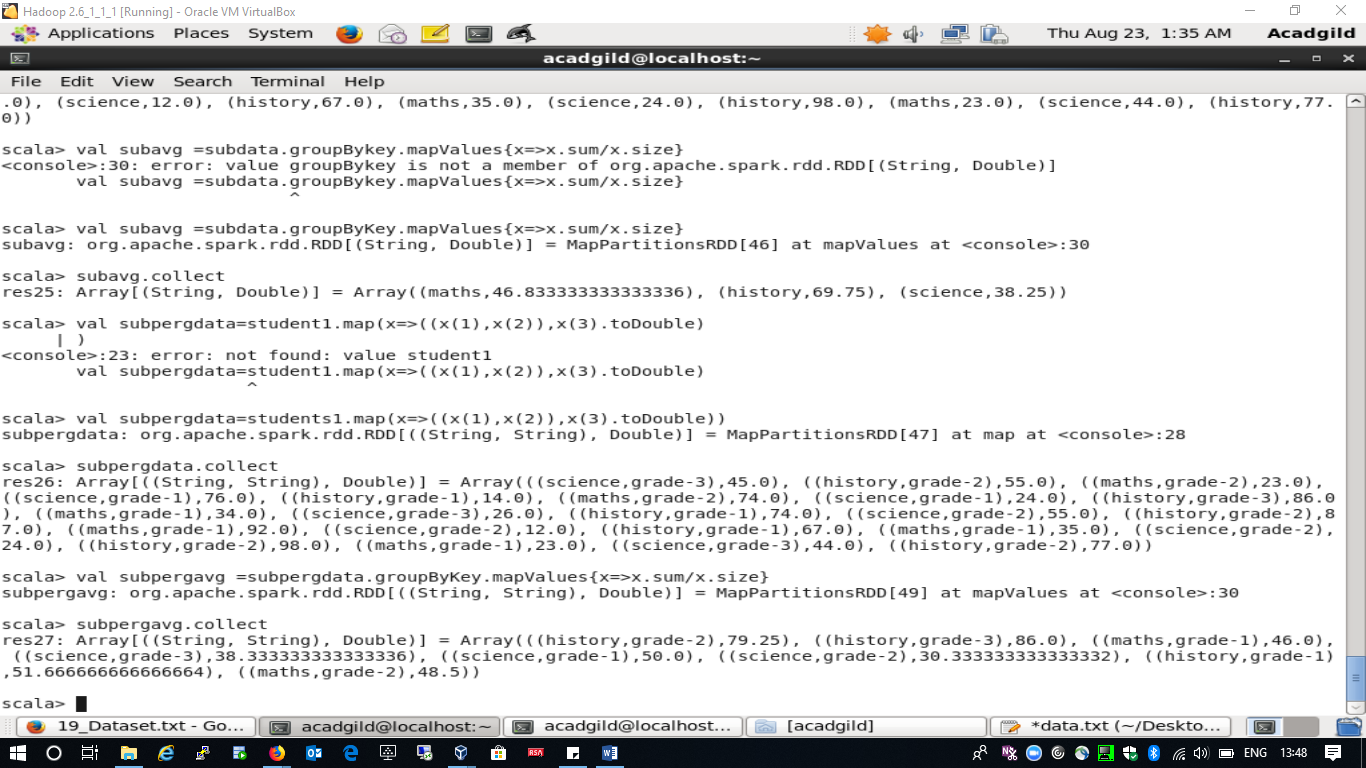 Hadoop 2.6_1_1_1 [Running] - Oracle VM VirtualBox
Applications Places System Thu Aug 23, 1:35 AM Acadgild
acadgild@localhost:~
File Edit View Search Terminal Help
.0), (science,12.0), (history,67.0), (maths,35.0), (science,24.0), (history,98.0), (maths,23.0), (science,44.0), (history,77.
0))
scala> val subavg =subdata.groupBykey.mapValues{x=>x.sum/x.size}
<console>:30: error: value groupBykey is not a member of org.apache.spark.rdd.RDD[(String, Double)]
val subavg =subdata.groupBykey.mapValues{x=>x.sum/x.size}
^
scala> val subavg =subdata.groupByKey.mapValues{x=>x.sum/x.size}
subavg: org.apache.spark.rdd.RDD[(String, Double)] = MapPartitionsRDD[46] at mapValues at <console>:30
scala> subavg.collect
res25: Array[(String, Double)] = Array((maths,46.833333333333336), (history,69.75), (science,38.25))
scala> val subpergdata=student1.map(x=>((x(1),x(2)),x(3).toDouble)
| )
<console>:23: error: not found: value student1
val subpergdata=student1.map(x=>((x(1),x(2)),x(3).toDouble)
^
scala> val subpergdata=students1.map(x=>((x(1),x(2)),x(3).toDouble))
subpergdata: org.apache.spark.rdd.RDD[((String, String), Double)] = MapPartitionsRDD[47] at map at <console>:28
scala> subpergdata.collect
res26: Array[((String, String), Double)] = Array(((science,grade-3),45.0), ((history,grade-2),55.0), ((maths,grade-2),23.0),
((science,grade-1),76.0), ((history,grade-1),14.0), ((maths,grade-2),74.0), ((science,grade-1),24.0), ((history,grade-3),86.0
), ((maths,grade-1),34.0), ((science,grade-3),26.0), ((history,grade-1),74.0), ((science,grade-2),55.0), ((history,grade-2),8
7.0), ((maths,grade-1),92.0), ((science,grade-2),12.0), ((history,grade-1),67.0), ((maths,grade-1),35.0), ((science,grade-2),
24.0), ((history,grade-2),98.0), ((maths,grade-1),23.0), ((science,grade-3),44.0), ((history,grade-2),77.0))
scala> val subpergavg =subpergdata.groupByKey.mapValues{x=>x.sum/x.size}
subpergavg: org.apache.spark.rdd.RDD[((String, String), Double)] = MapPartitionsRDD[49] at mapValues at <console>:30
scala> subpergavg.collect
res27: Array[((String, String), Double)] = Array(((history,grade-2),79.25), ((history,grade-3),86.0), ((maths,grade-1),46.0),
((science,grade-3),38.333333333333336), ((science,grade-1),50.0), ((science,grade-2),30.333333333333332), ((history,grade-1)
,51.666666666666664), ((maths,grade-2),48.5))
scala>
19_Dataset.txt - Go... acadgild@localhost:~ acadgild@localhost:... [acadgild] *data.txt (~/Deskto...
RSA ENG 13:48